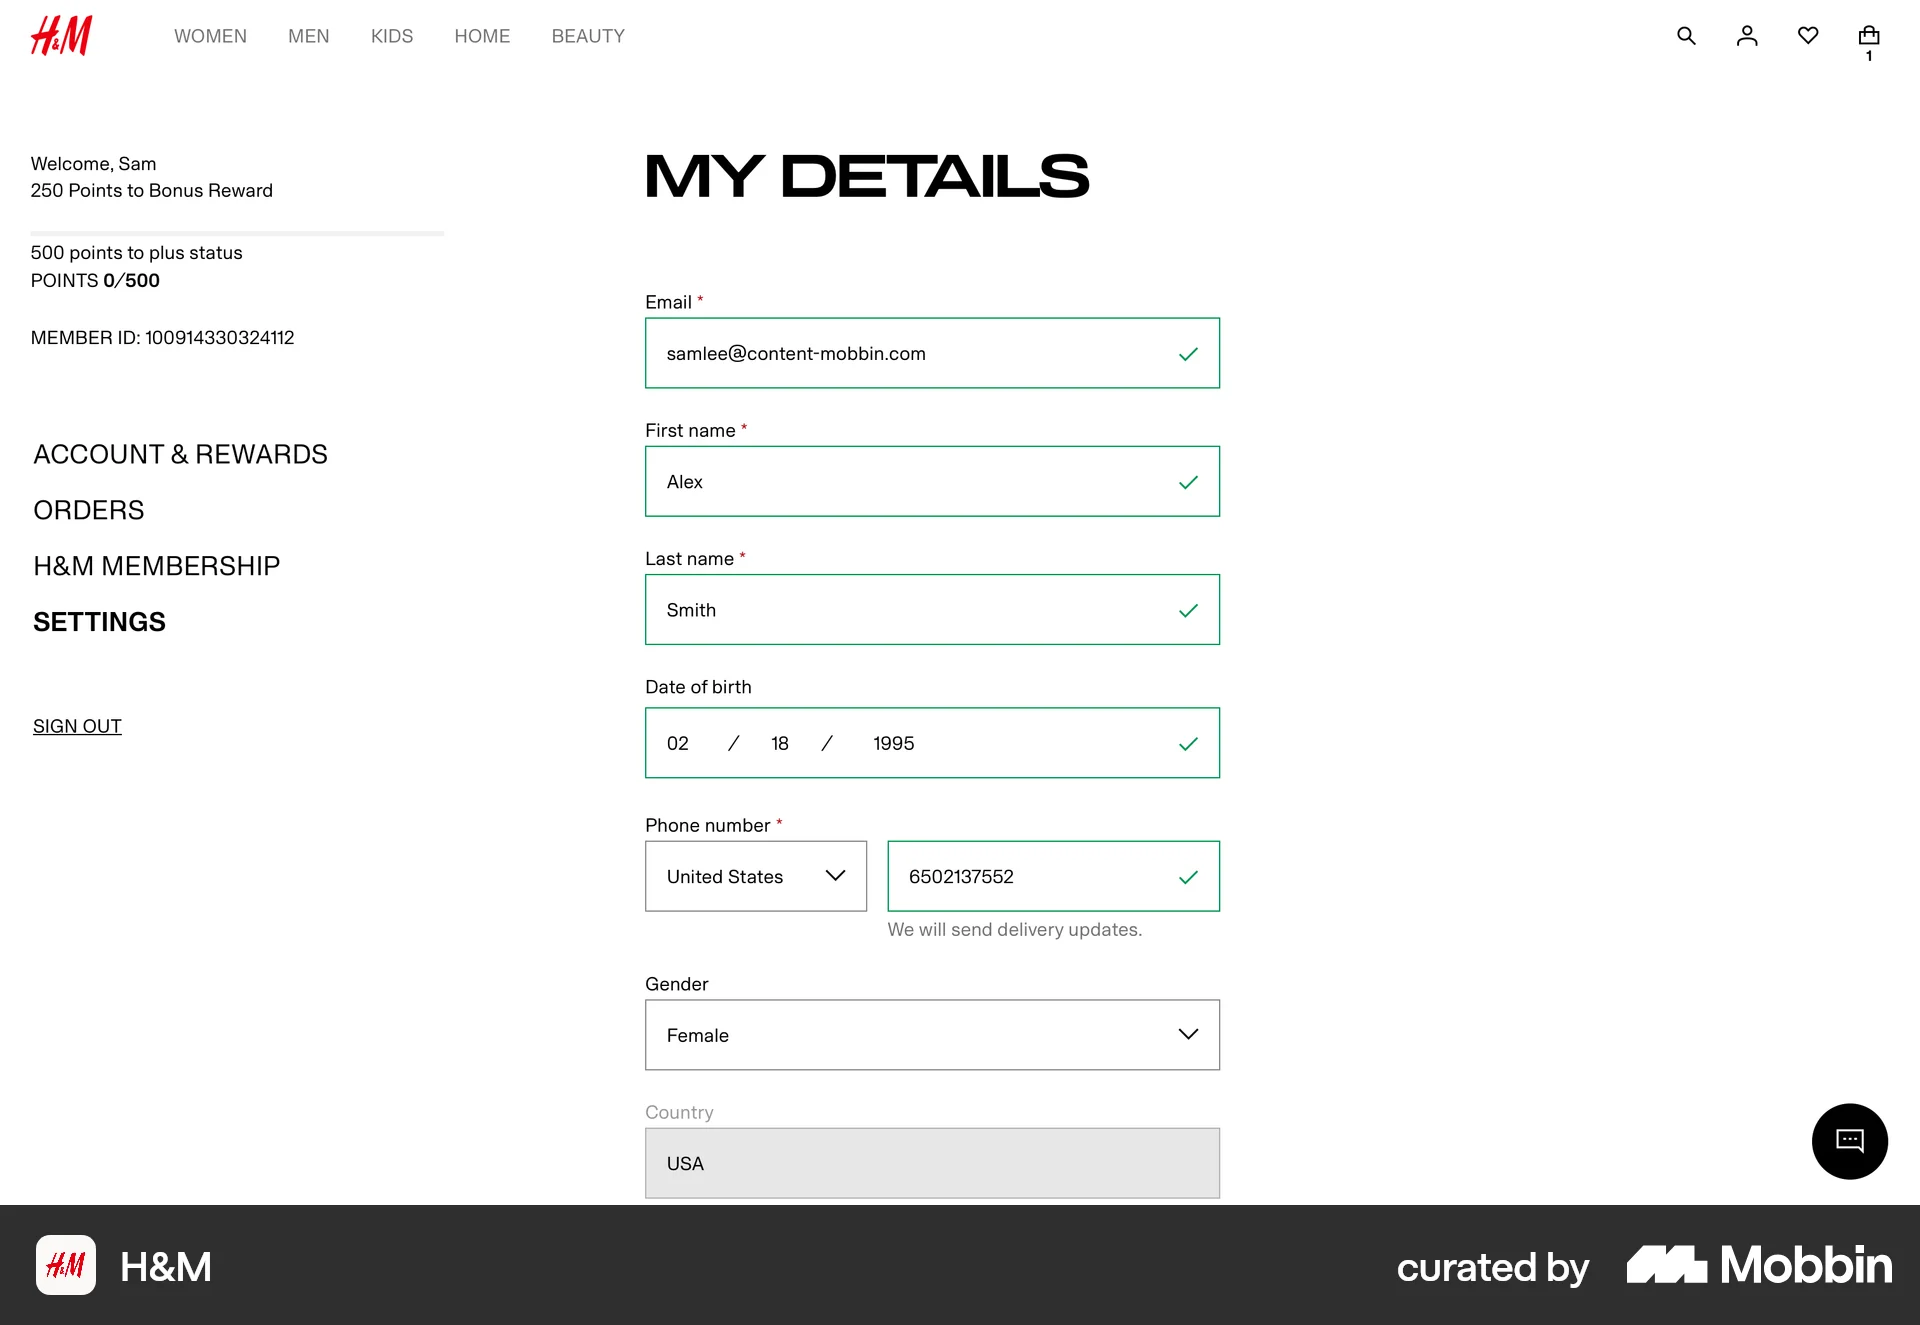 H&M
WOMEN MEN KIDS HOME BEAUTY
1
Welcome, Sam
250 Points to Bonus Reward
500 points to plus status
POINTS 0/500
MEMBER ID: 100914330324112
ACCOUNT & REWARDS
ORDERS
H&M MEMBERSHIP
SETTINGS
SIGN OUT
MY DETAILS
Email *
samlee@content-mobbin.com
First name *
Alex
Last name *
Smith
Date of birth
02 / 18 / 1995
Phone number *
United States 6502137552
We will send delivery updates.
Gender
Female
Country
USA
H&M H&M curated by Mobbin